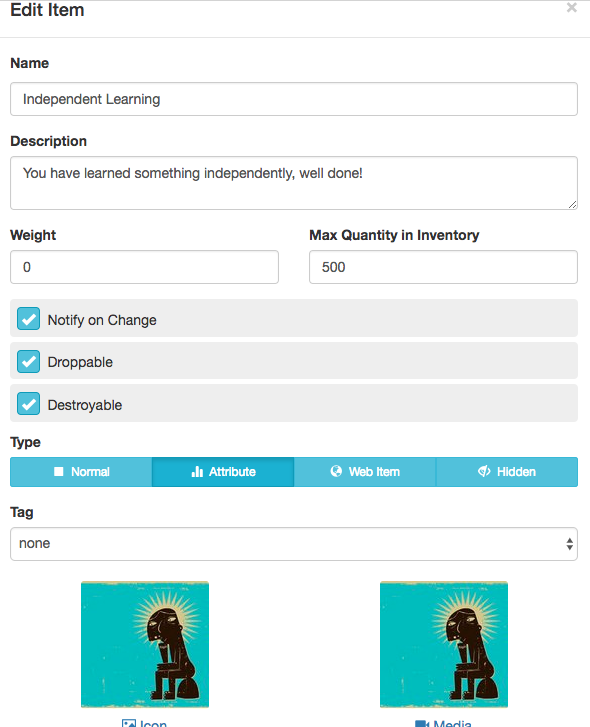 Edit Item
×
Name
Independent Learning
Description
You have learned something independently, well done!
Weight
Max Quantity in Inventory
0
500
Notify on Change
Droppable
Destroyable
Type
Normal
Attribute
Web Item
Hidden
Tag
none
Icon
Media